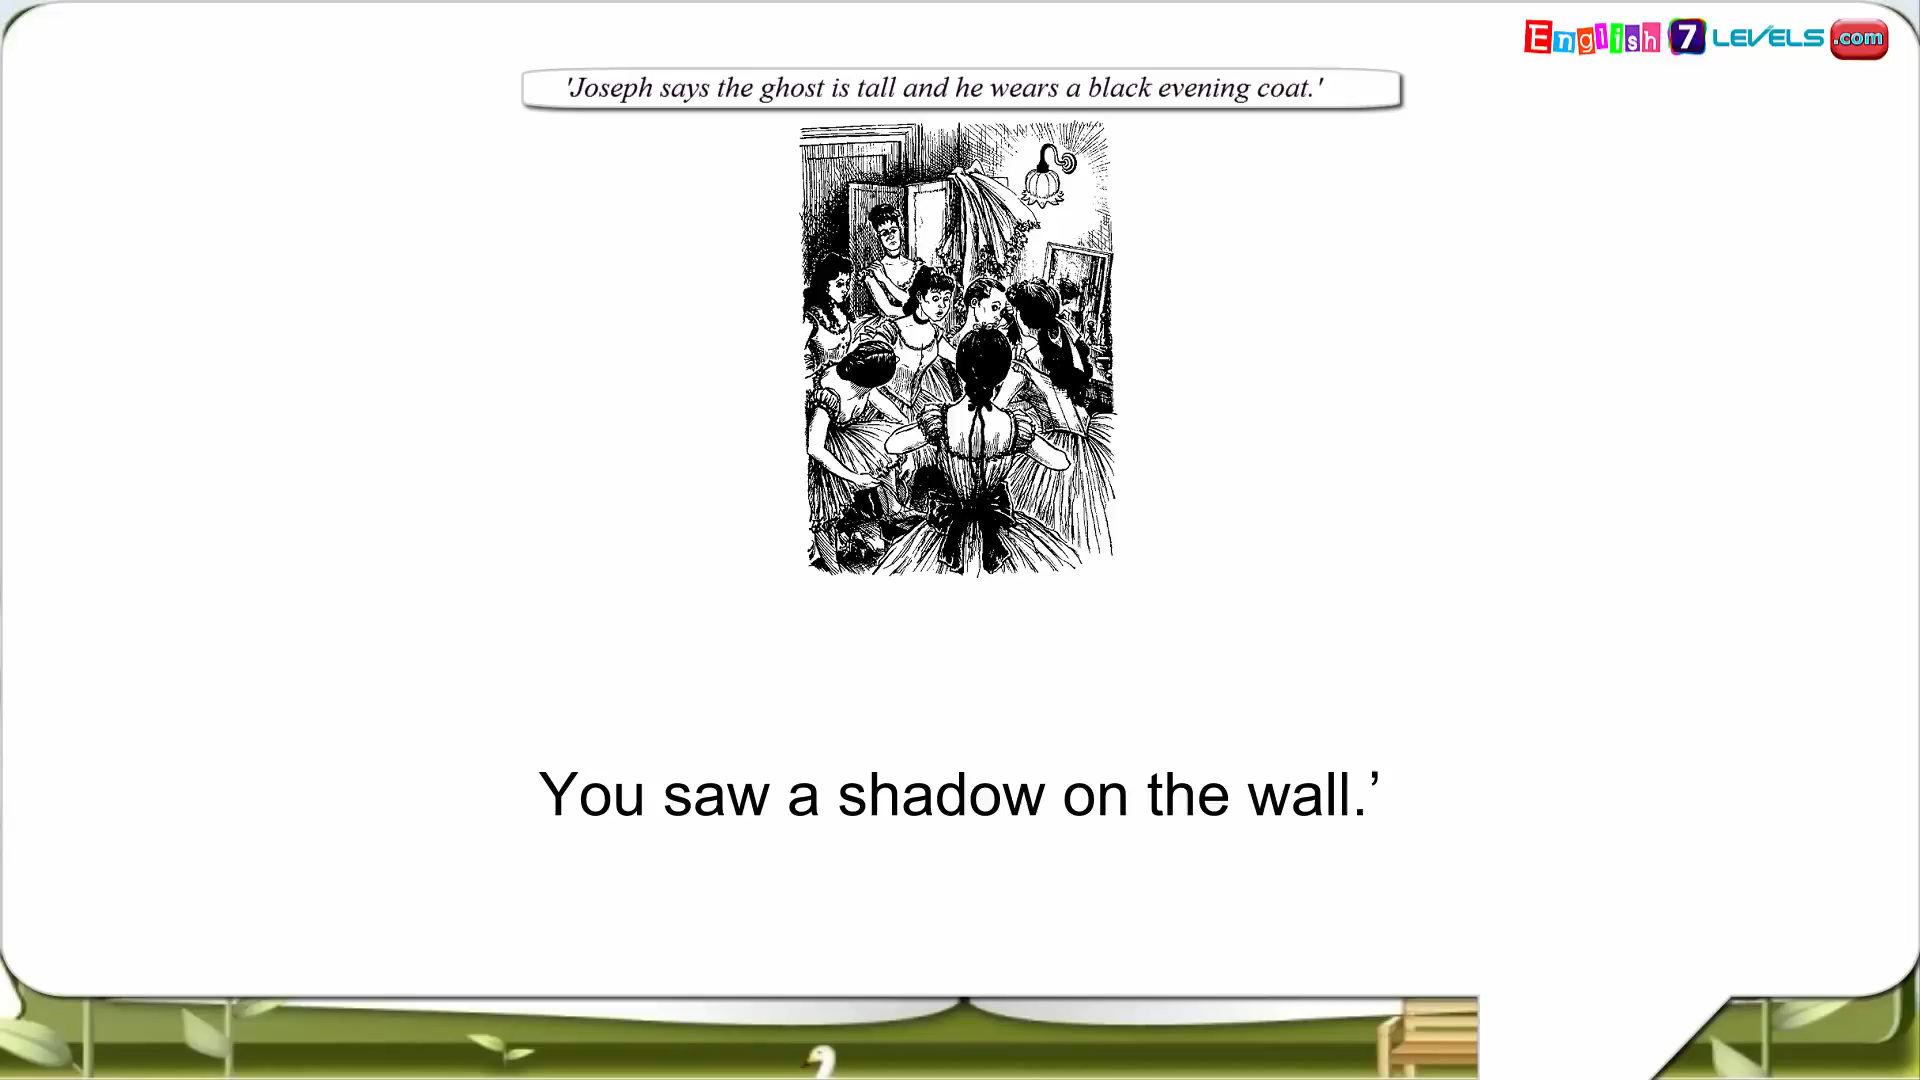 English 7 LEVELS .com
'Joseph says the ghost is tall and he wears a black evening coat.'
You saw a shadow on the wall.’